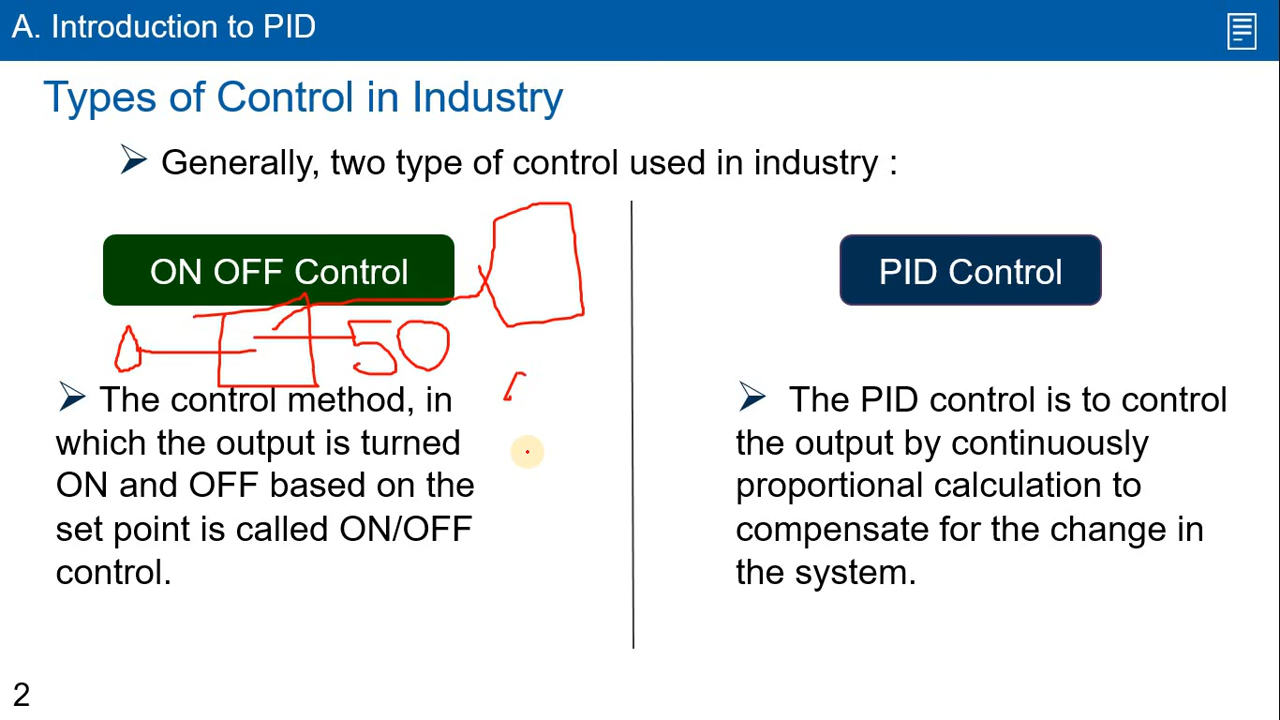 A. Introduction to PID
Types of Control in Industry
Generally, two type of control used in industry :
ON OFF Control
50
The control method, in
which the output is turned
ON and OFF based on the
set point is called ON/OFF
control.
PID Control
The PID control is to control
the output by continuously
proportional calculation to
compensate for the change in
the system.
2